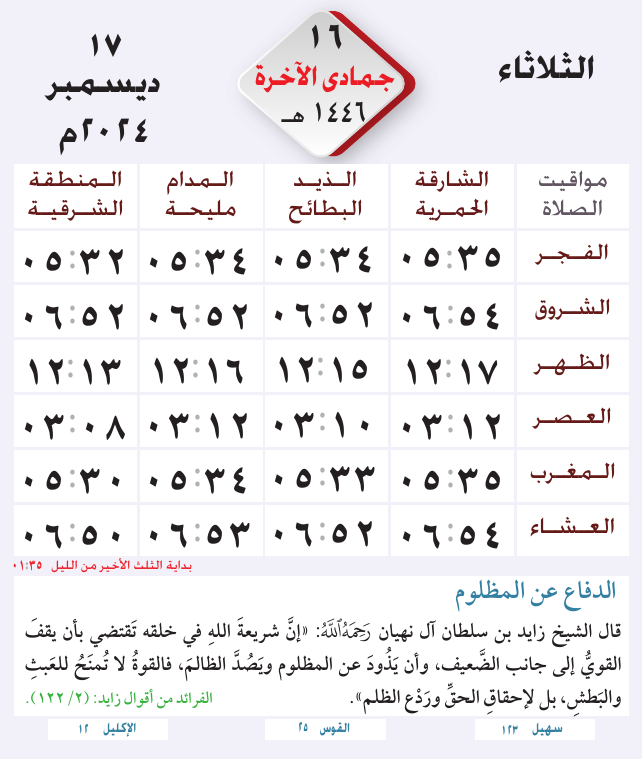 الثلاثاء
١٦
جمادى الآخرة
١٤٤٦ هـ
١٧
ديسمبر
٢٠٢٤م
مواقيت الصلاة | الشارقة الحمرية | الذيد البطائح | المدام مليحة | المنطقة الشرقية
الفجر | ٠٥:٣٥ | ٠٥:٣٤ | ٠٥:٣٤ | ٠٥:٣٢
الشروق | ٠٦:٥٤ | ٠٦:٥٢ | ٠٦:٥٢ | ٠٦:٥٢
الظهر | ١٢:١٧ | ١٢:١٥ | ١٢:١٦ | ١٢:١٣
العصر | ٠٣:١٢ | ٠٣:١٠ | ٠٣:١٢ | ٠٣:٠٨
المغرب | ٠٥:٣٥ | ٠٥:٣٣ | ٠٥:٣٤ | ٠٥:٣٠
العشاء | ٠٦:٥٤ | ٠٦:٥٢ | ٠٦:٥٣ | ٠٦:٥٠
بداية الثلث الأخير من الليل ٠١:٣٥
الدفاع عن المظلوم
قال الشيخ زايد بن سلطان آل نهيان رَحِمَهُ اللَّهُ: «إنَّ شريعةَ اللهِ في خلقه تَقتضي بأن يقفَ
القويُّ إلى جانب الضَّعيف، وأن يَذُودَ عن المظلوم ويَصُدَّ الظالمَ، فالقوةُ لا تُمنَحُ للعَبثِ
والبَطشِ، بل لإحقاقِ الحقِّ ورَدْع الظلم». الفرائد من أقوال زايد: (٢/ ١٢٢).
سهيل ١٢٣ القوس ٢٥ الإكليل ١٢